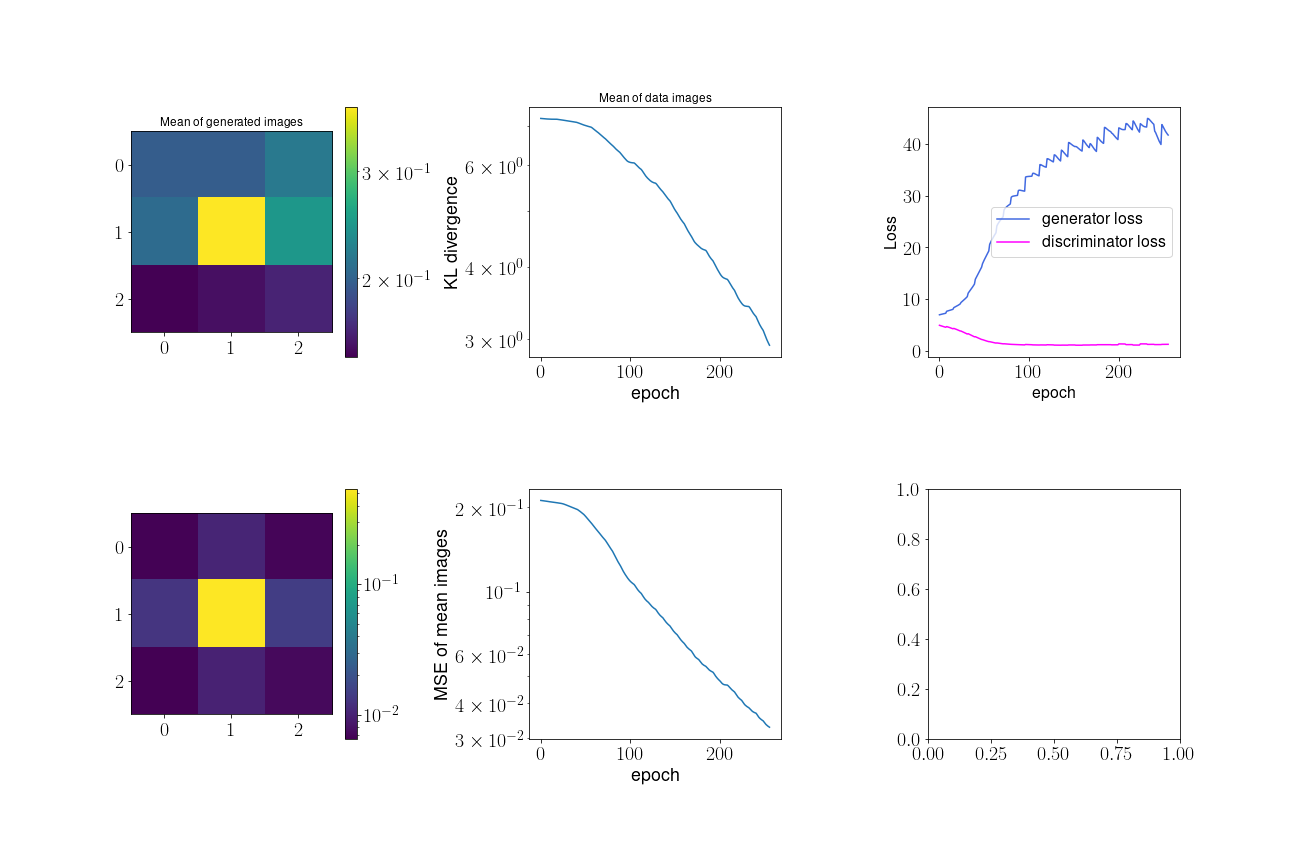 Mean of generated images
0
1
2
0 1 2
3 × 10⁻¹
2 × 10⁻¹
Mean of data images
KL divergence
6 × 10⁰
4 × 10⁰
3 × 10⁰
0 100 200
epoch
Loss
40
30
20
10
0
generator loss
discriminator loss
0 100 200
epoch
0
1
2
0 1 2
10⁻¹
10⁻²
MSE of mean images
2 × 10⁻¹
10⁻¹
6 × 10⁻²
4 × 10⁻²
3 × 10⁻²
0 100 200
epoch
1.0
0.8
0.6
0.4
0.2
0.0
0.00 0.25 0.50 0.75 1.00